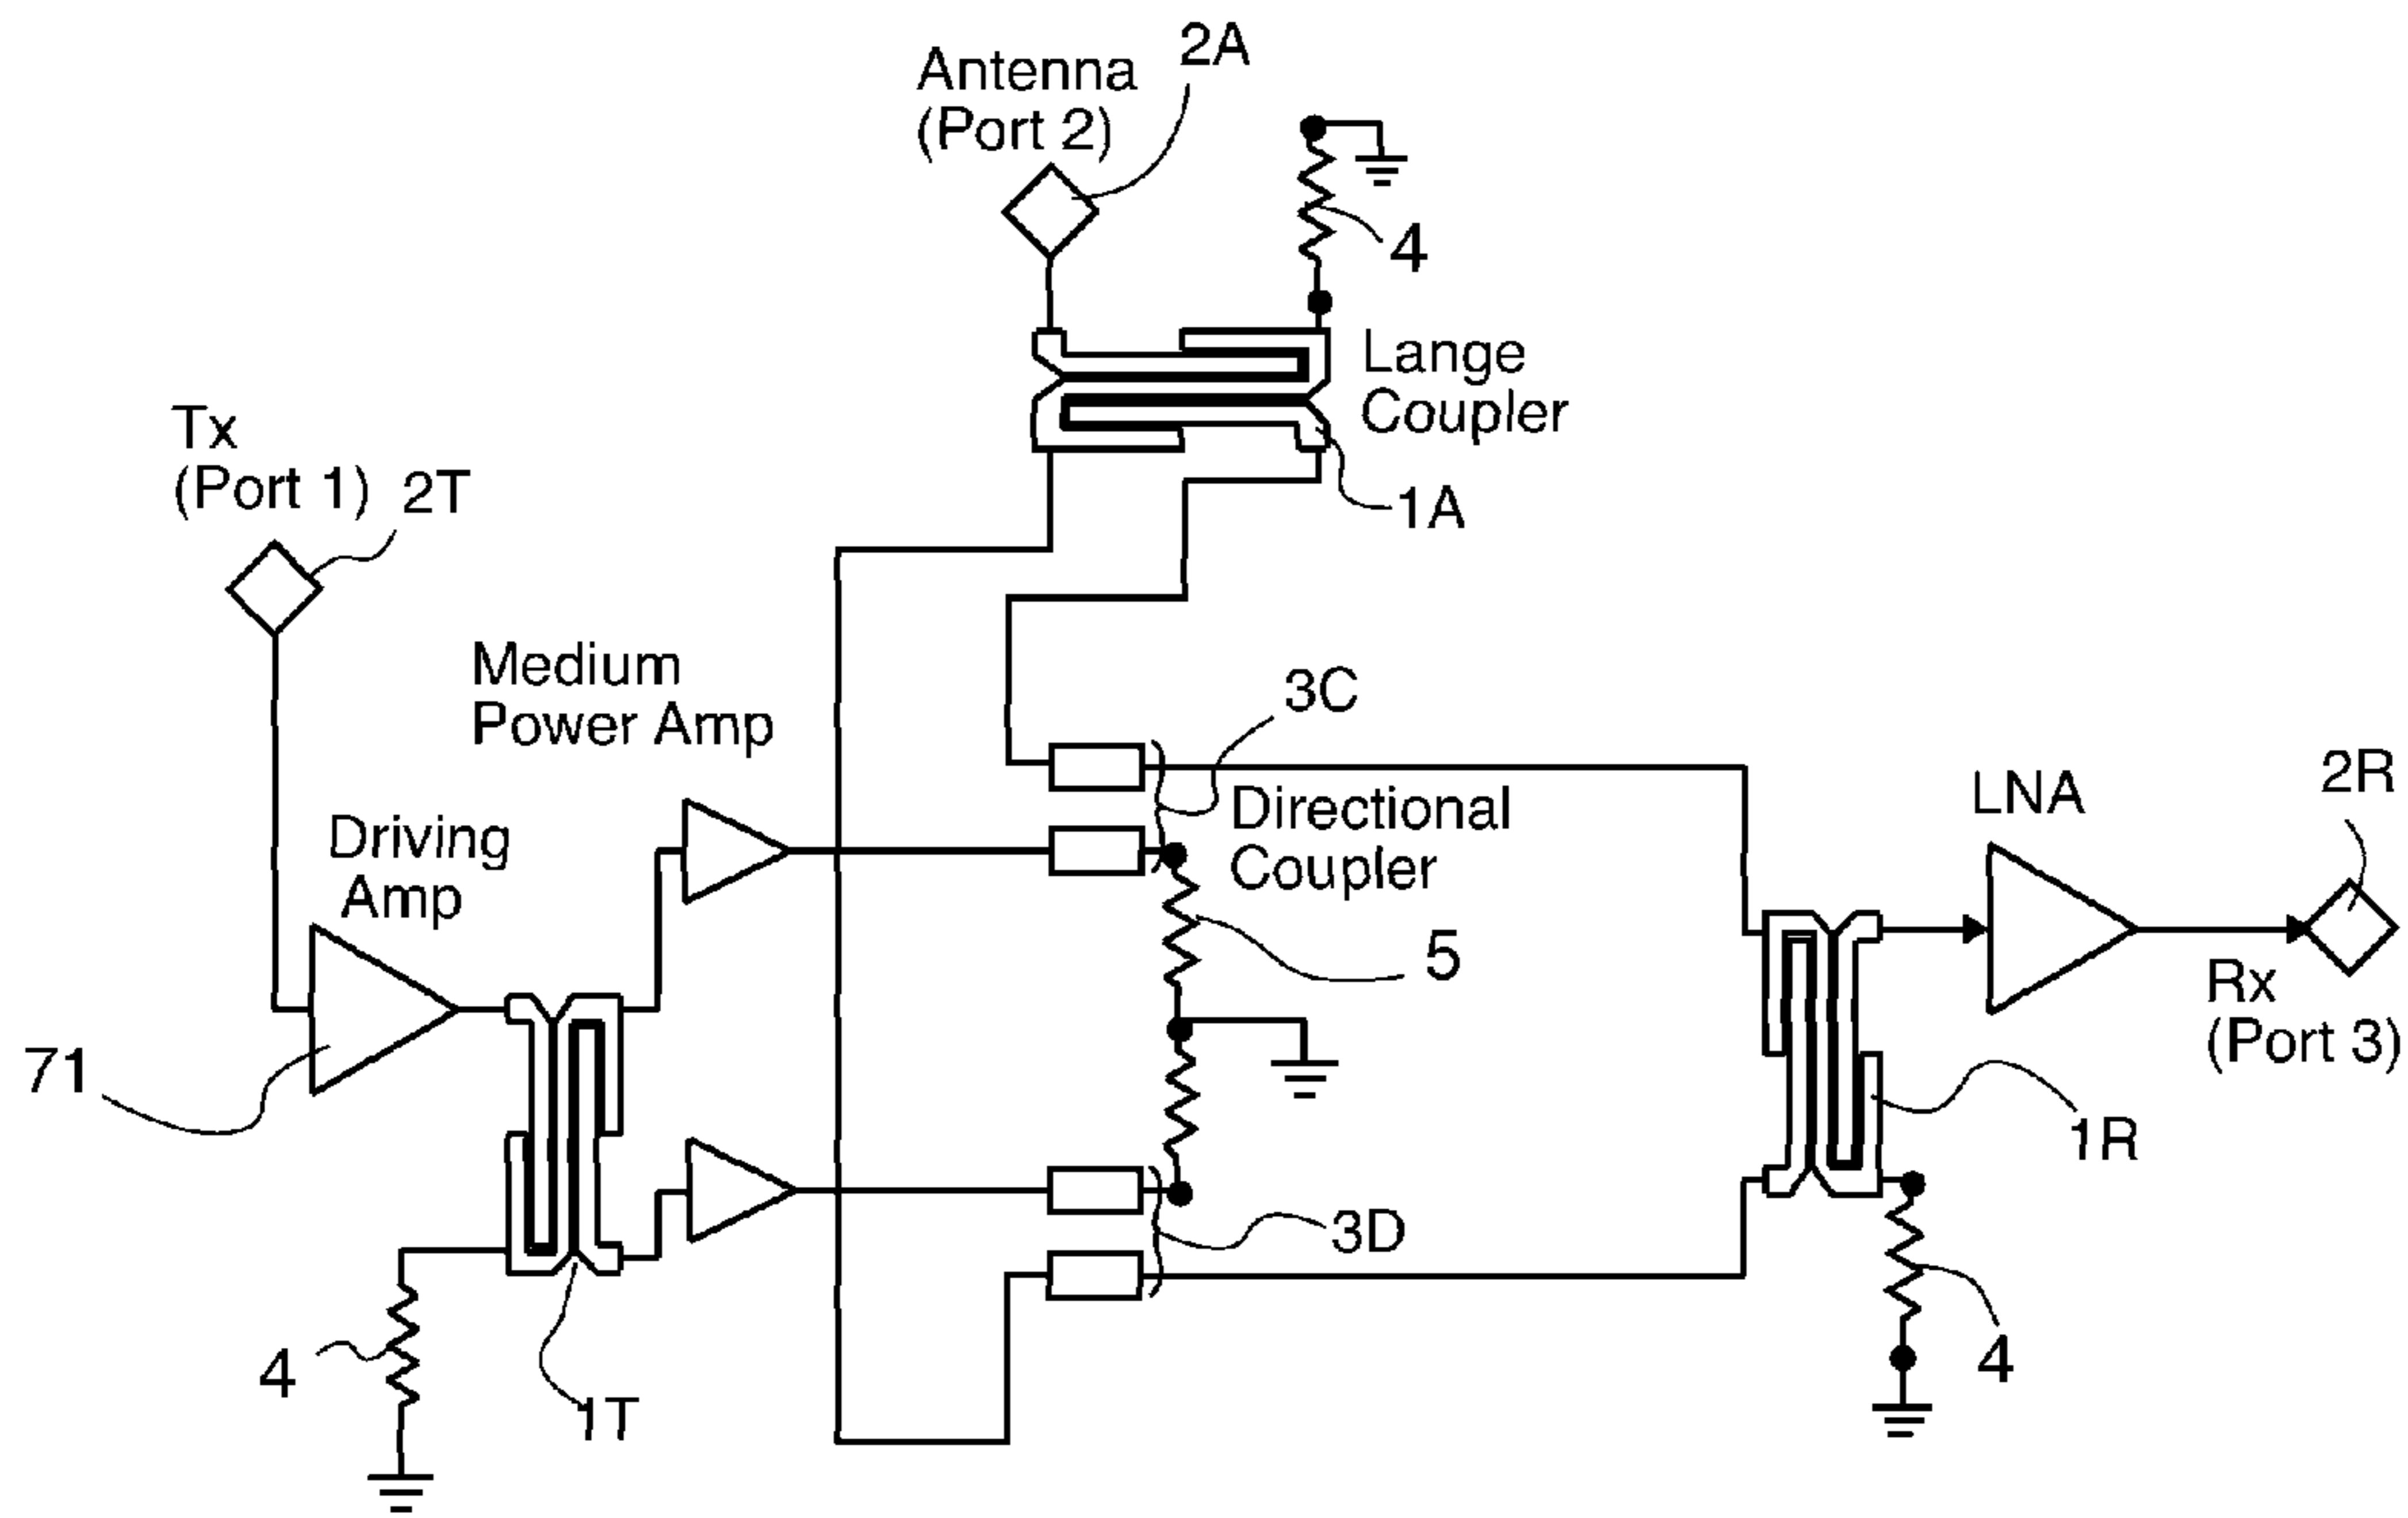 2A
Antenna
(Port 2)
4
Lange
Coupler
1A
Tx
(Port 1)
2T
Medium
Power Amp
3C
Directional
Coupler
LNA
2R
Driving
Amp
5
Rx
(Port 3)
71
1R
3D
4
4
1T